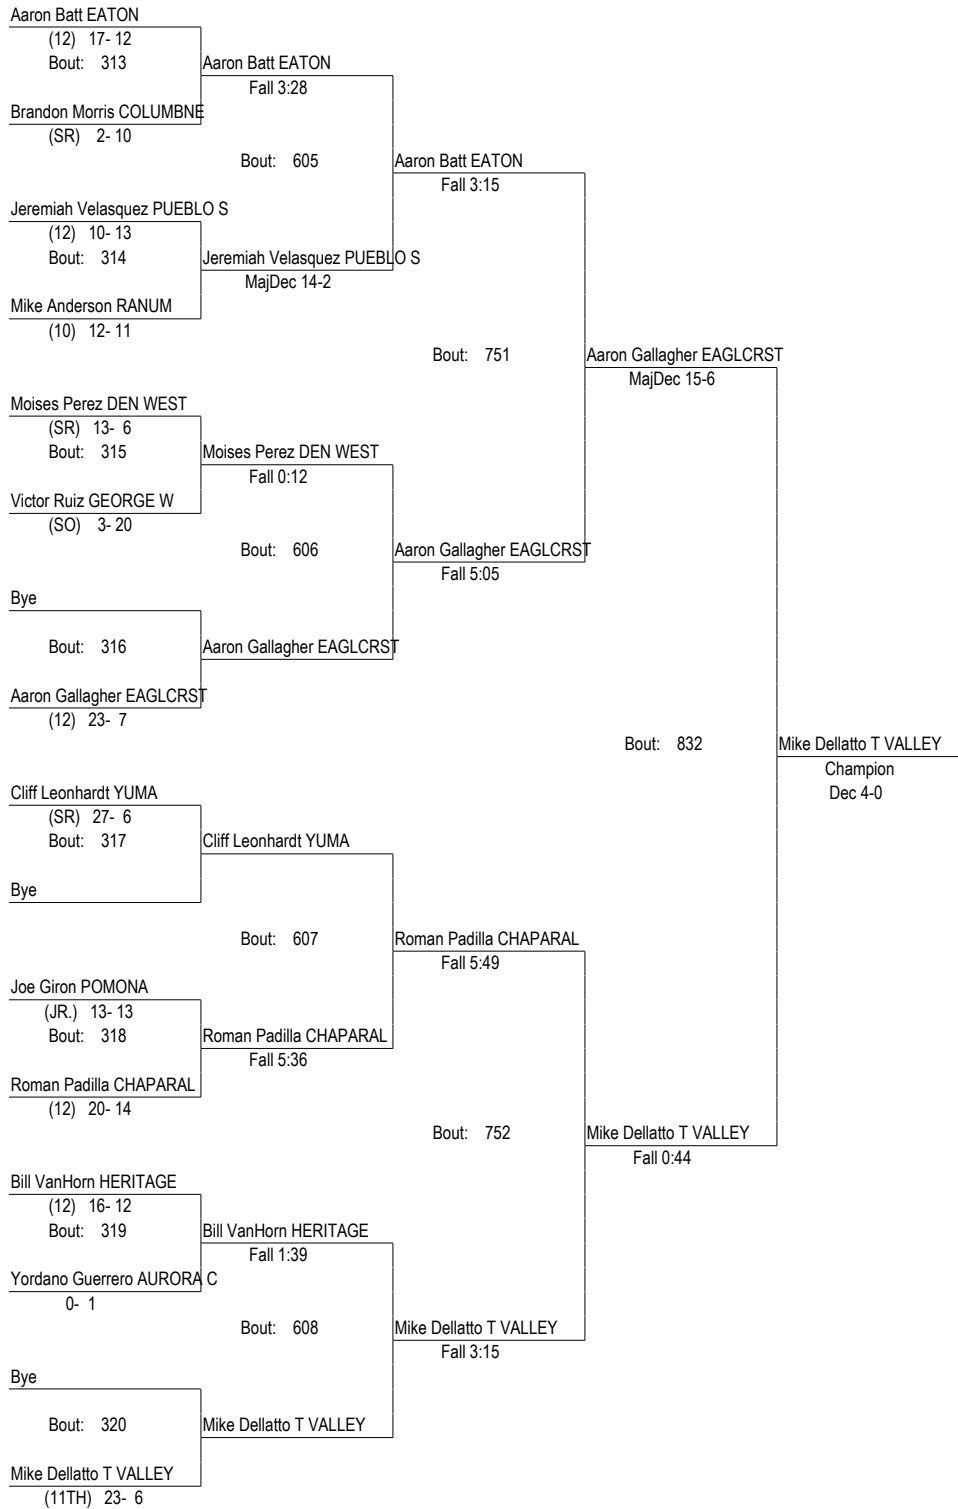 Aaron Batt EATON
(12) 17- 12
Bout: 313
Aaron Batt EATON
Fall 3:28
Brandon Morris COLUMBNE
(SR) 2- 10
Bout: 605
Aaron Batt EATON
Fall 3:15
Jeremiah Velasquez PUEBLO S
(12) 10- 13
Bout: 314
Jeremiah Velasquez PUEBLO S
MajDec 14-2
Mike Anderson RANUM
(10) 12- 11
Bout: 751
Aaron Gallagher EAGLCRST
MajDec 15-6
Moises Perez DEN WEST
(SR) 13- 6
Bout: 315
Moises Perez DEN WEST
Fall 0:12
Victor Ruiz GEORGE W
(SO) 3- 20
Bout: 606
Aaron Gallagher EAGLCRST
Fall 5:05
Bye
Bout: 316
Aaron Gallagher EAGLCRST
Aaron Gallagher EAGLCRST
(12) 23- 7
Bout: 832
Mike Dellatto T VALLEY
Champion
Dec 4-0
Cliff Leonhardt YUMA
(SR) 27- 6
Bout: 317
Cliff Leonhardt YUMA
Bye
Bout: 607
Roman Padilla CHAPARAL
Fall 5:49
Joe Giron POMONA
(JR.) 13- 13
Bout: 318
Roman Padilla CHAPARAL
Fall 5:36
Roman Padilla CHAPARAL
(12) 20- 14
Bout: 752
Mike Dellatto T VALLEY
Fall 0:44
Bill VanHorn HERITAGE
(12) 16- 12
Bout: 319
Bill VanHorn HERITAGE
Fall 1:39
Yordano Guerrero AURORA C
0- 1
Bout: 608
Mike Dellatto T VALLEY
Fall 3:15
Bye
Bout: 320
Mike Dellatto T VALLEY
Mike Dellatto T VALLEY
(11TH) 23- 6